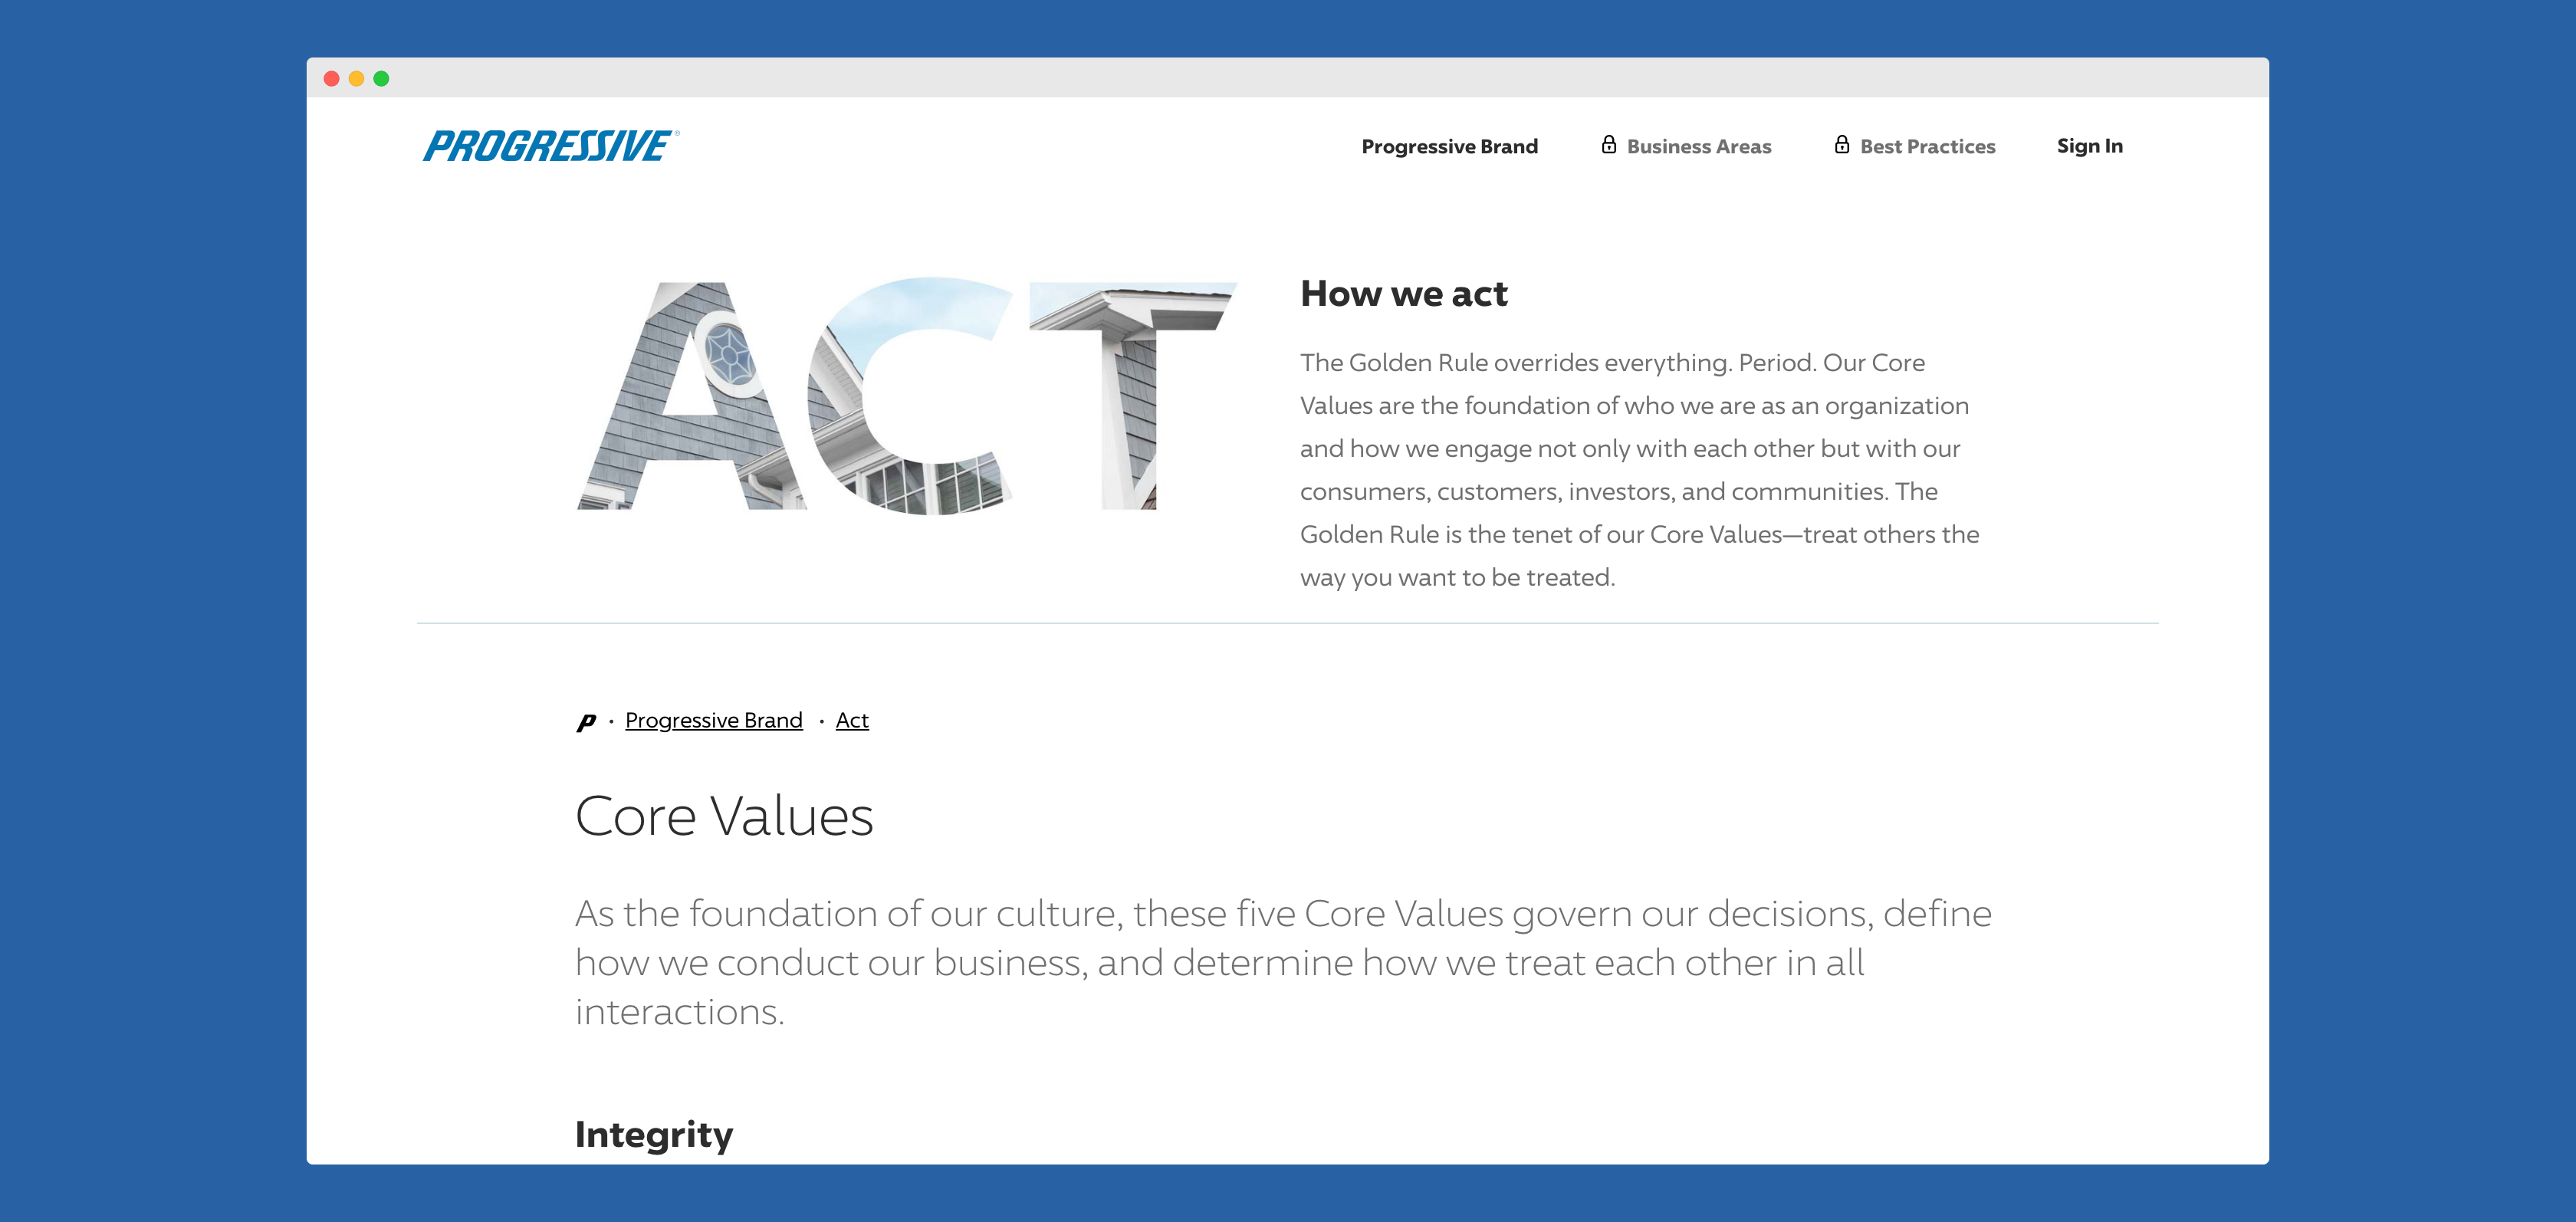 PROGRESSIVE®
Progressive Brand
Business Areas
Best Practices
Sign In
ACT
How we act
The Golden Rule overrides everything. Period. Our Core
Values are the foundation of who we are as an organization
and how we engage not only with each other but with our
consumers, customers, investors, and communities. The
Golden Rule is the tenet of our Core Values—treat others the
way you want to be treated.
P • Progressive Brand • Act
Core Values
As the foundation of our culture, these five Core Values govern our decisions, define
how we conduct our business, and determine how we treat each other in all
interactions.
Integrity